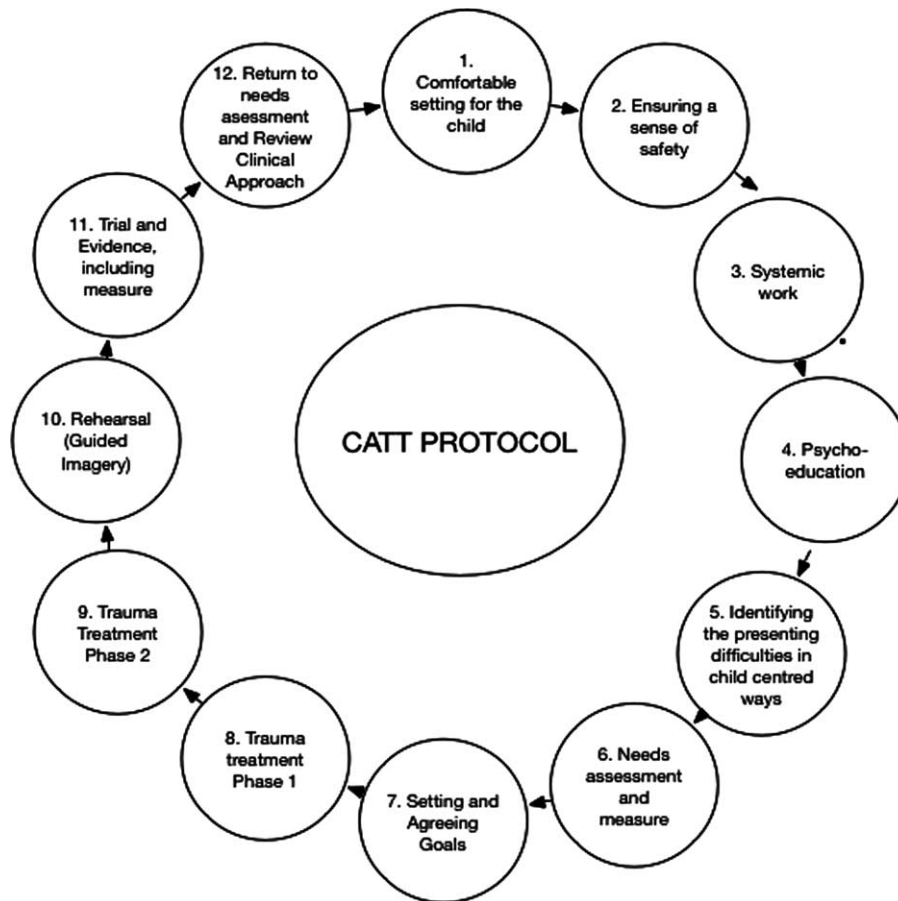 1.
Comfortable
setting for the
child
2. Ensuring a
sense of
safety
3. Systemic
work
4. Psycho-
education
5. Identifying
the presenting
difficulties in
child centred
ways
6. Needs
assessment
and
measure
7. Setting and
Agreeing
Goals
8. Trauma
treatment
Phase 1
9. Trauma
Treatment
Phase 2
10. Rehearsal
(Guided
Imagery)
11. Trial and
Evidence,
including
measure
12. Return to
needs
asessment
and Review
Clinical
Approach
CATT PROTOCOL